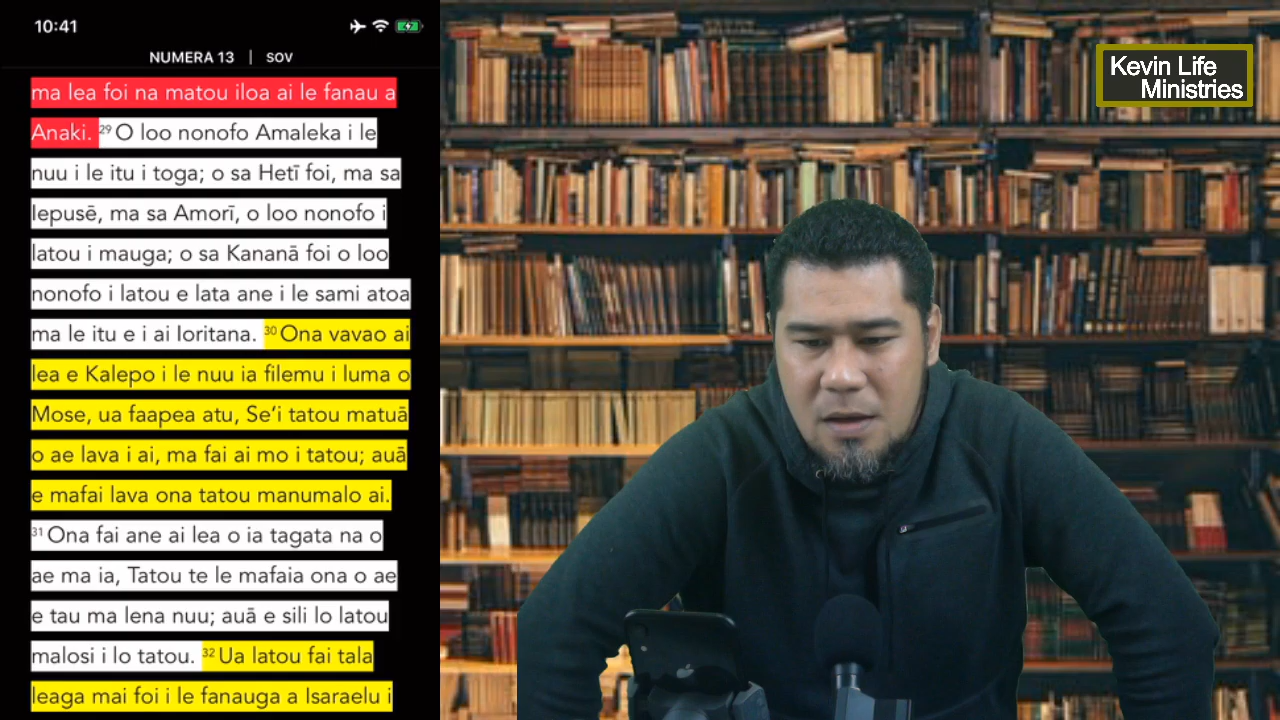 10:41
NUMERA 13 | SOV
ma lea foi na matou iloa ai le fanau a
Anaki. 29 O loo nonofo Amaleka i le
nuu i le itu i toga; o sa Hetī foi, ma sa
Iepusē, ma sa Amorī, o loo nonofo i
latou i mauga; o sa Kananā foi o loo
nonofo i latou e lata ane i le sami atoa
ma le itu e i ai Ioritana. 30 Ona vavao ai
lea e Kalepo i le nuu ia filemu i luma o
Mose, ua faapea atu, Se‘i tatou matuā
o ae lava i ai, ma fai ai mo i tatou; auā
e mafai lava ona tatou manumalo ai.
31 Ona fai ane ai lea o ia tagata na o
ae ma ia, Tatou te le mafaia ona o ae
e tau ma lena nuu; auā e sili lo latou
malosi i lo tatou. 32 Ua latou fai tala
leaga mai foi i le fanauga a Isaraelu i
Kevin Life
Ministries